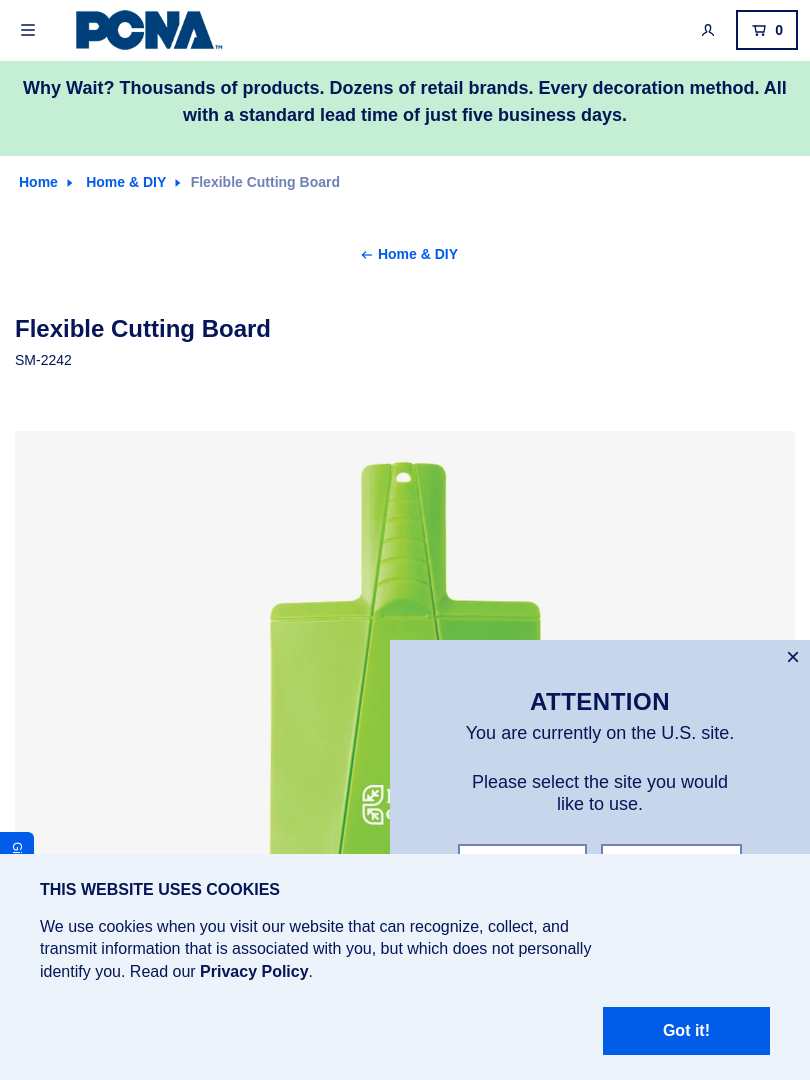 PCNA™
0
Why Wait? Thousands of products. Dozens of retail brands. Every decoration method. All
with a standard lead time of just five business days.
Home
Home & DIY
Flexible Cutting Board
Home & DIY
Flexible Cutting Board
SM-2242
ATTENTION
You are currently on the U.S. site.
Please select the site you would
like to use.
THIS WEBSITE USES COOKIES
We use cookies when you visit our website that can recognize, collect, and
transmit information that is associated with you, but which does not personally
identify you. Read our Privacy Policy.
Got it!